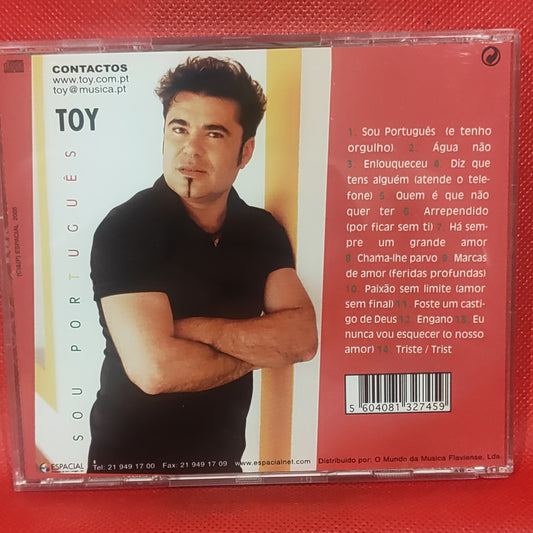 CONTACTOS
www.toy.com.pt
toy@musica.pt
TOY
SOU PORTUGUÊS
(C)&(P) ESPACIAL 2005
1. Sou Português (e tenho
orgulho) 2. Água não
3. Enlouqueceu 4. Diz que
tens alguém (atende o tele-
fone) 5. Quem é que não
quer ter 6. Arrependido
(por ficar sem ti) 7. Há sem-
pre um grande amor
8. Chama-lhe parvo 9. Marcas
de amor (feridas profundas)
10. Paixão sem limite (amor
sem final) 11. Foste um casti-
go de Deus 12. Engano 13. Eu
nunca vou esquecer (o nosso
amor) 14. Triste / Trist
5 604081 327459
ESPACIAL
Tel: 21 949 17 00 Fax: 21 949 17 09 www.espacialnet.com
Distribuido por: O Mundo da Musica Flaviense, Lda.